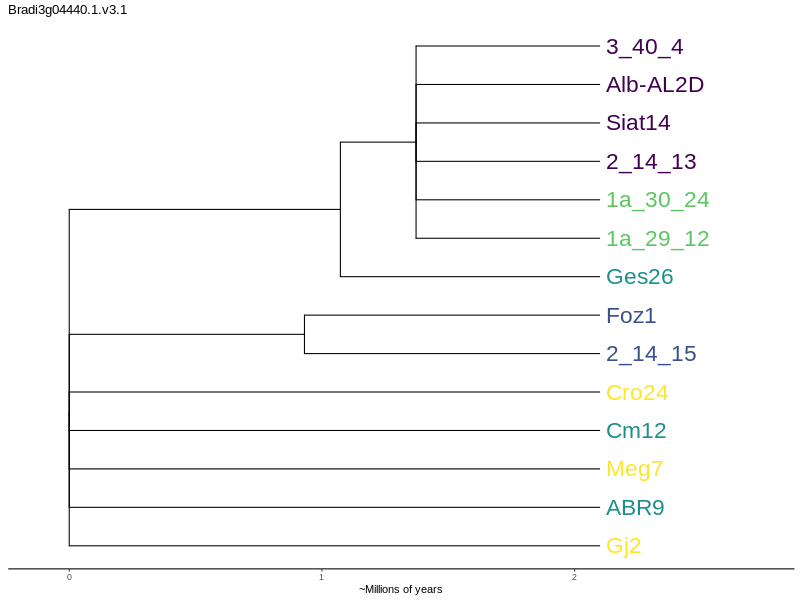 Bradi3g04440.1.v3.1
3_40_4
Alb-AL2D
Siat14
2_14_13
1a_30_24
1a_29_12
Ges26
Foz1
2_14_15
Cro24
Cm12
Meg7
ABR9
Gj2
0 1 2
~Millions of years